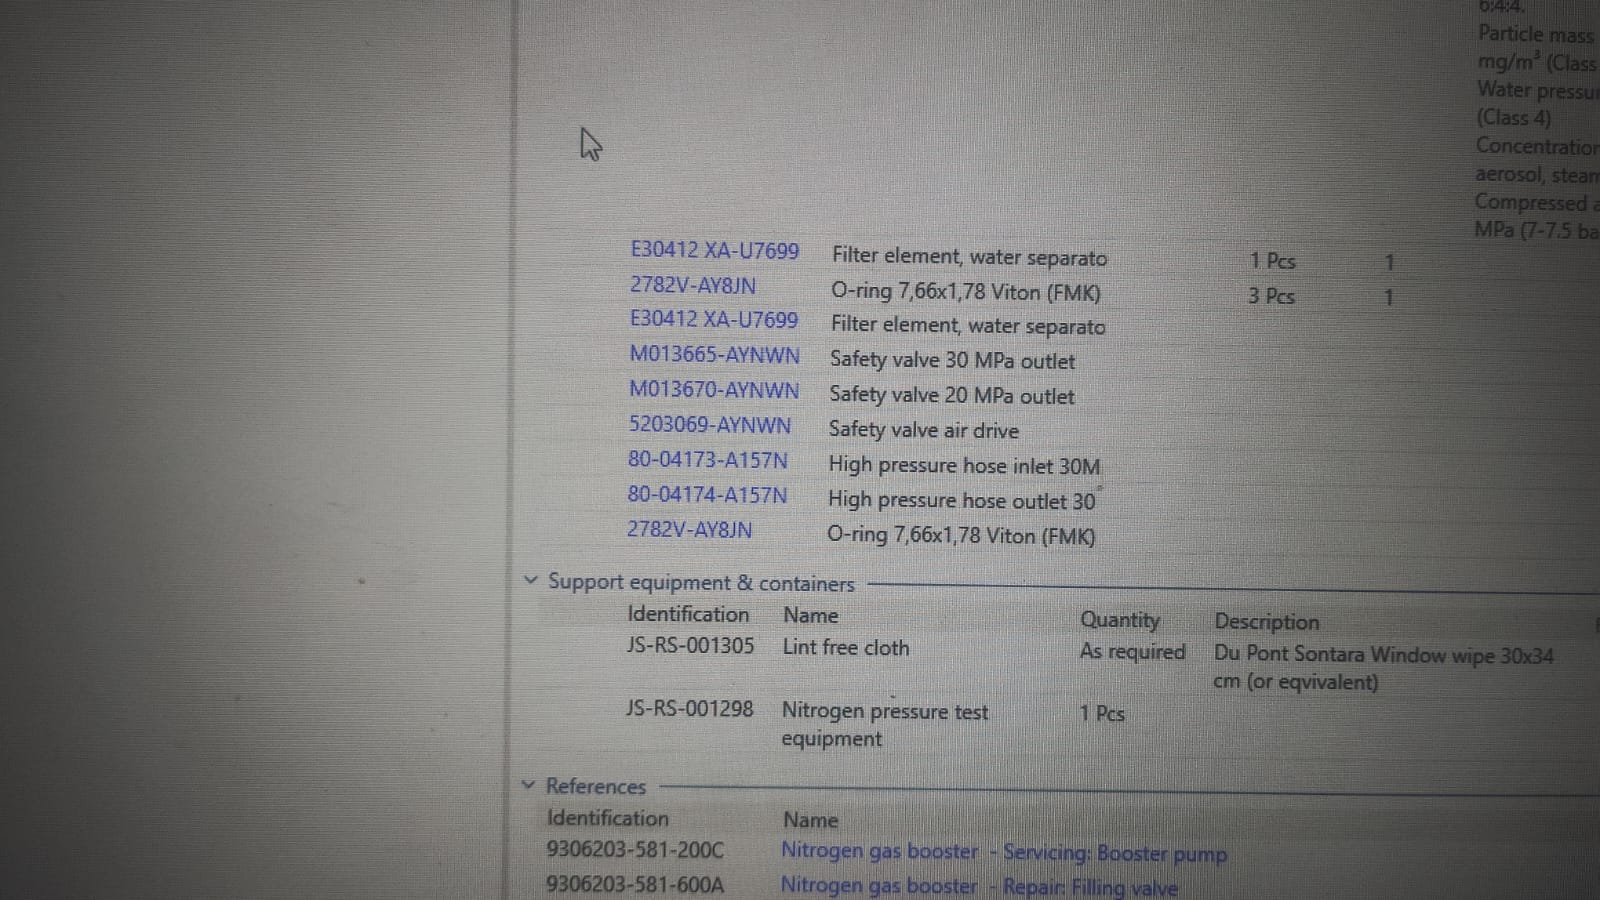 6:4:4.
Particle mass
mg/m³ (Class
Water pressu
(Class 4)
Concentration
aerosol, steam
Compressed a
MPa (7-7.5 ba
E30412 XA-U7699 Filter element, water separato 1 Pcs 1
2782V-AY8JN O-ring 7,66x1,78 Viton (FMK) 3 Pcs 1
E30412 XA-U7699 Filter element, water separato
M013665-AYNWN Safety valve 30 MPa outlet
M013670-AYNWN Safety valve 20 MPa outlet
5203069-AYNWN Safety valve air drive
80-04173-A157N High pressure hose inlet 30M
80-04174-A157N High pressure hose outlet 30
2782V-AY8JN O-ring 7,66x1,78 Viton (FMK)
Support equipment & containers
Identification Name Quantity Description
JS-RS-001305 Lint free cloth As required Du Pont Sontara Window wipe 30x34
cm (or eqvivalent)
JS-RS-001298 Nitrogen pressure test 1 Pcs
equipment
References
Identification Name
9306203-581-200C Nitrogen gas booster - Servicing: Booster pump
9306203-581-600A Nitrogen gas booster - Repair: Filling valve